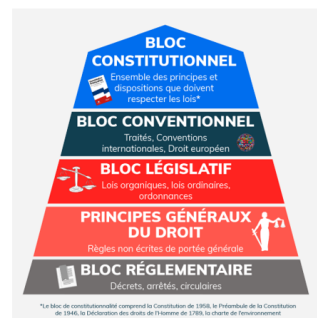 BLOC
CONSTITUTIONNEL
Ensemble des principes et
dispositions que doivent
respecter les lois*
BLOC CONVENTIONNEL
Traités, Conventions
internationales, Droit européen
BLOC LÉGISLATIF
Lois organiques, lois ordinaires,
ordonnances
PRINCIPES GÉNÉRAUX
DU DROIT
Règles non écrites de portée générale
BLOC RÉGLEMENTAIRE
Décrets, arrêtés, circulaires
*Le bloc de constitutionnalité comprend la Constitution de 1958, le Préambule de la Constitution
de 1946, la Déclaration des droits de l'Homme de 1789, la charte de l'environnement